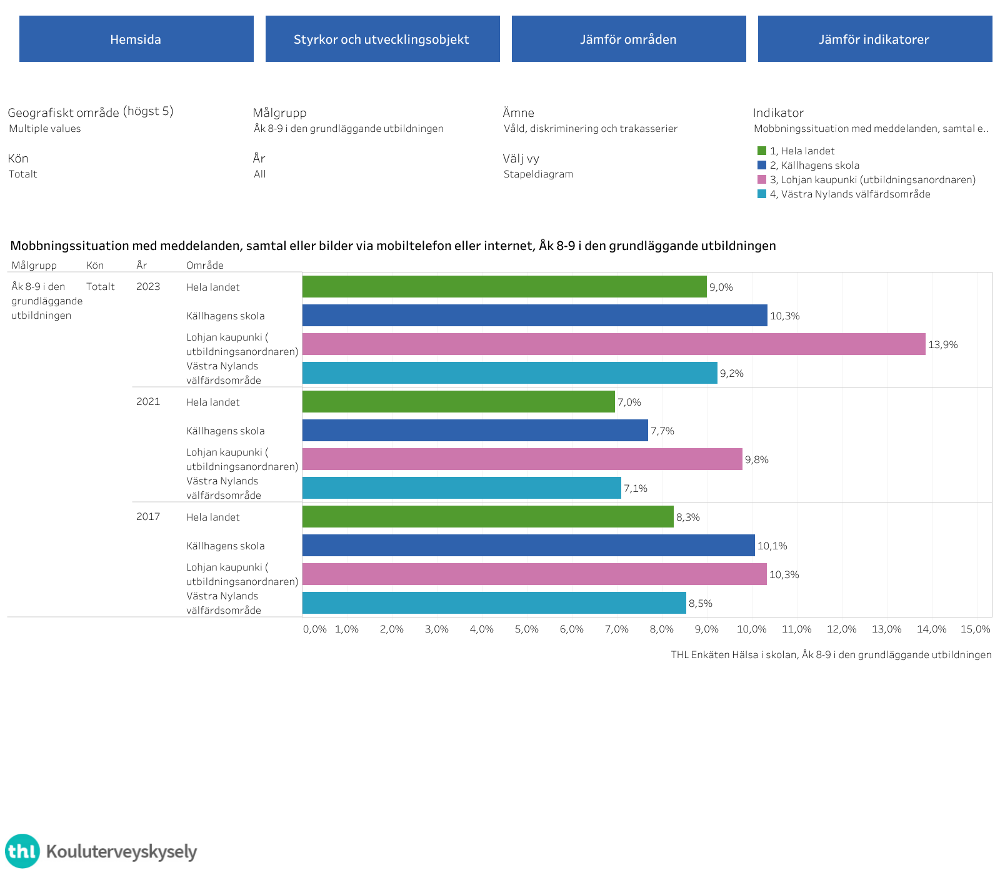 Hemsida
Styrkor och utvecklingsobjekt
Jämför områden
Jämför indikatorer
Geografiskt område (högst 5)
Multiple values
Målgrupp
Åk 8-9 i den grundläggande utbildningen
Ämne
Våld, diskriminering och trakasserier
Indikator
Mobbningssituation med meddelanden, samtal e..
Kön
Totalt
År
All
Välj vy
Stapeldiagram
1, Hela landet
2, Källhagens skola
3, Lohjan kaupunki (utbildningsanordnaren)
4, Västra Nylands välfärdsområde
Mobbningssituation med meddelanden, samtal eller bilder via mobiltelefon eller internet, Åk 8-9 i den grundläggande utbildningen
Målgrupp Kön År Område
Åk 8-9 i den
grundläggande
utbildningen
Totalt
2023
Hela landet 9,0%
Källhagens skola 10,3%
Lohjan kaupunki (
utbildningsanordnaren) 13,9%
Västra Nylands
välfärdsområde 9,2%
2021
Hela landet 7,0%
Källhagens skola 7,7%
Lohjan kaupunki (
utbildningsanordnaren) 9,8%
Västra Nylands
välfärdsområde 7,1%
2017
Hela landet 8,3%
Källhagens skola 10,1%
Lohjan kaupunki (
utbildningsanordnaren) 10,3%
Västra Nylands
välfärdsområde 8,5%
0,0% 1,0% 2,0% 3,0% 4,0% 5,0% 6,0% 7,0% 8,0% 9,0% 10,0% 11,0% 12,0% 13,0% 14,0% 15,0%
THL Enkäten Hälsa i skolan, Åk 8-9 i den grundläggande utbildningen
thl Kouluterveyskysely